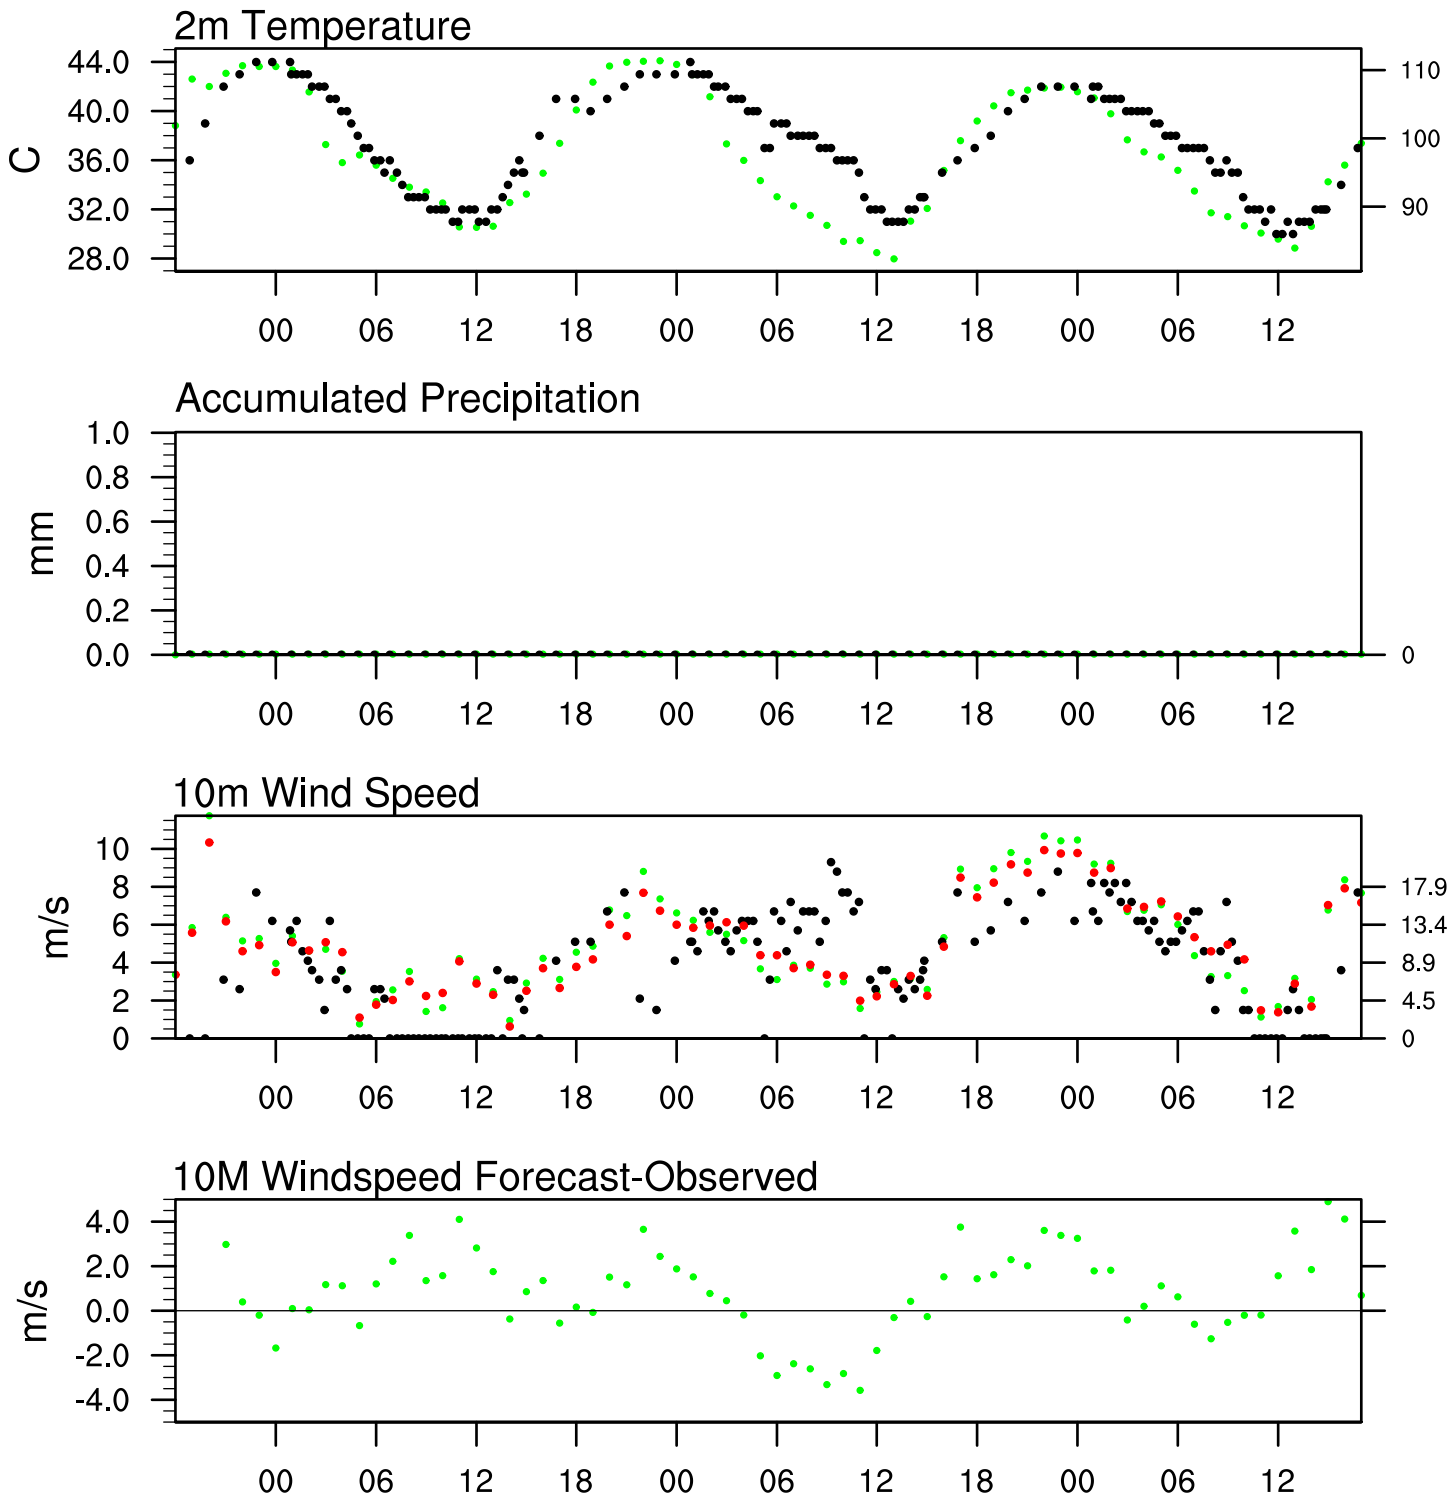 2m Temperature
44.0
40.0
36.0
32.0
28.0
C
110
100
90
00 06 12 18 00 06 12 18 00 06 12
Accumulated Precipitation
1.0
0.8
0.6
0.4
0.2
0.0
mm
0
00 06 12 18 00 06 12 18 00 06 12
10m Wind Speed
10
8
6
4
2
0
m/s
17.9
13.4
8.9
4.5
0
00 06 12 18 00 06 12 18 00 06 12
10M Windspeed Forecast-Observed
4.0
2.0
0.0
-2.0
-4.0
m/s
00 06 12 18 00 06 12 18 00 06 12